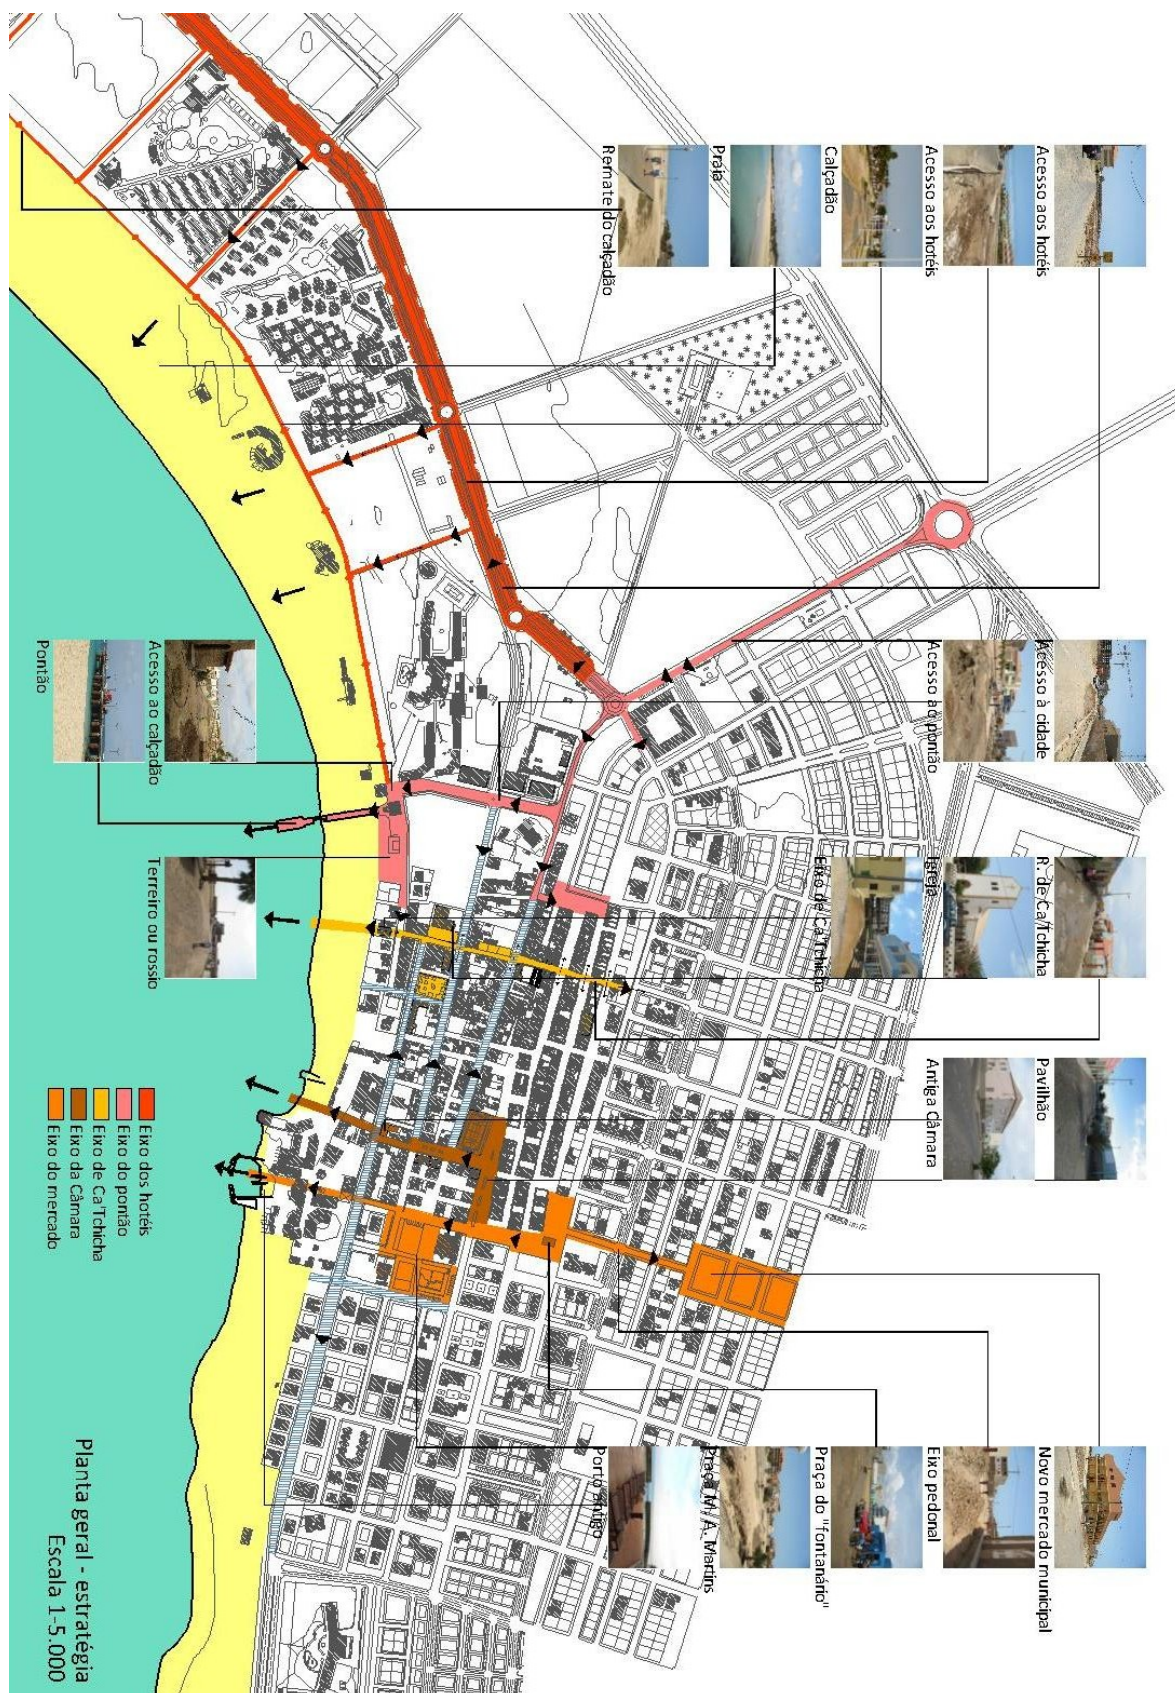 Acesso aos hotéis
Acesso aos hotéis
Calçadão
Praia
Remate do calçadão
Acesso à cidade
Acesso ao pontão
Acesso ao calçadão
Pontão
R. de Ca'Tchicha
Igreja
Eixo de Ca'Tchicha
Terreiro ou rossio
Pavilhão
Antiga Câmara
Novo mercado municipal
Eixo pedonal
Praça do "fontanário"
Praça M. A. Martins
Porto antigo
Eixo dos hotéis
Eixo do pontão
Eixo de Ca'Tchicha
Eixo da Câmara
Eixo do mercado
Planta geral - estratégia
Escala 1-5.000